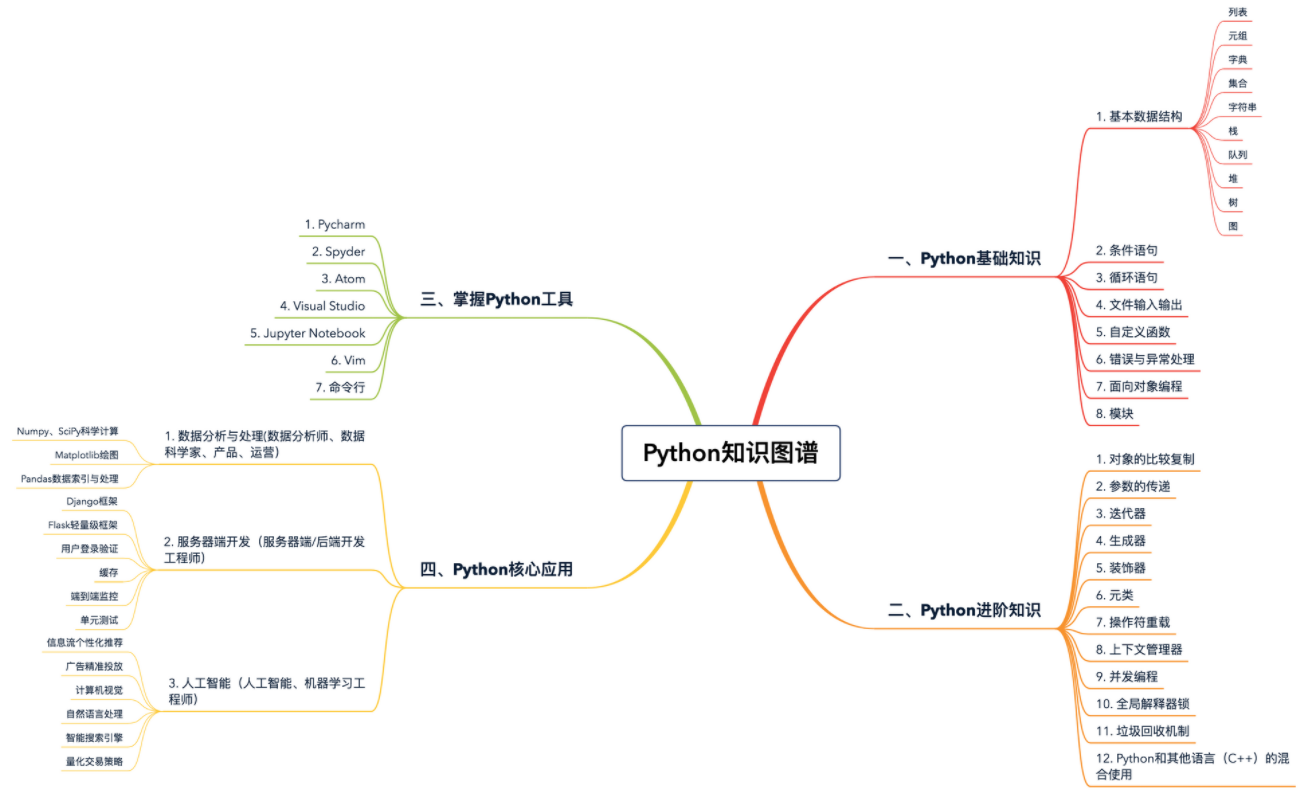 Python知识图谱
一、Python基础知识
1. 基本数据结构
列表
元组
字典
集合
字符串
栈
队列
堆
树
图
2. 条件语句
3. 循环语句
4. 文件输入输出
5. 自定义函数
6. 错误与异常处理
7. 面向对象编程
8. 模块
二、Python进阶知识
1. 对象的比较复制
2. 参数的传递
3. 迭代器
4. 生成器
5. 装饰器
6. 元类
7. 操作符重载
8. 上下文管理器
9. 并发编程
10. 全局解释器锁
11. 垃圾回收机制
12. Python和其他语言（C++）的混
合使用
三、掌握Python工具
1. Pycharm
2. Spyder
3. Atom
4. Visual Studio
5. Jupyter Notebook
6. Vim
7. 命令行
四、Python核心应用
1. 数据分析与处理(数据分析师、数据
科学家、产品、运营）
Numpy、SciPy科学计算
Matplotlib绘图
Pandas数据索引与处理
2. 服务器端开发（服务器端/后端开发
工程师）
Django框架
Flask轻量级框架
用户登录验证
缓存
端到端监控
单元测试
3. 人工智能（人工智能、机器学习工
程师）
信息流个性化推荐
广告精准投放
计算机视觉
自然语言处理
智能搜索引擎
量化交易策略